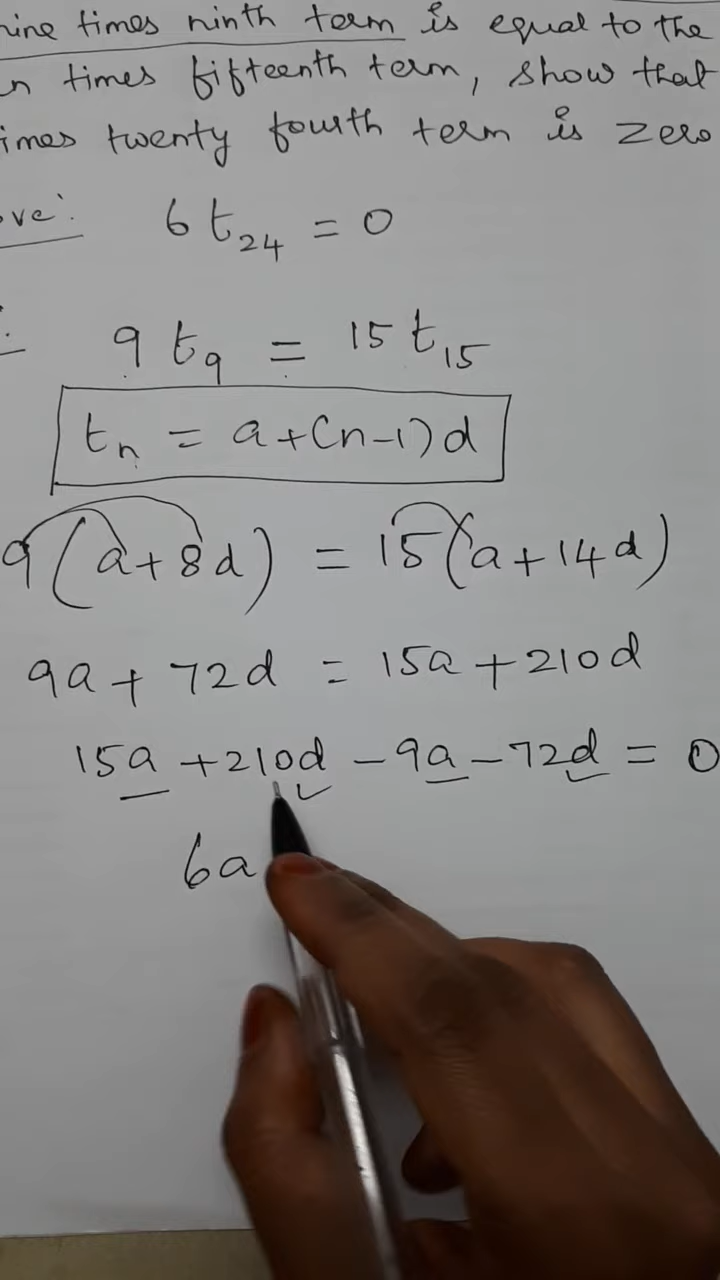 nine times ninth term is equal to the
n times fifteenth term, show that
imes twenty fourth term is zero
ove: 6 t24 = 0
9 t9 = 15 t15
tn = a+(n-1)d
9(a+8d) = 15(a+14d)
9a + 72d = 15a + 210d
15a + 210d - 9a - 72d = 0
6a